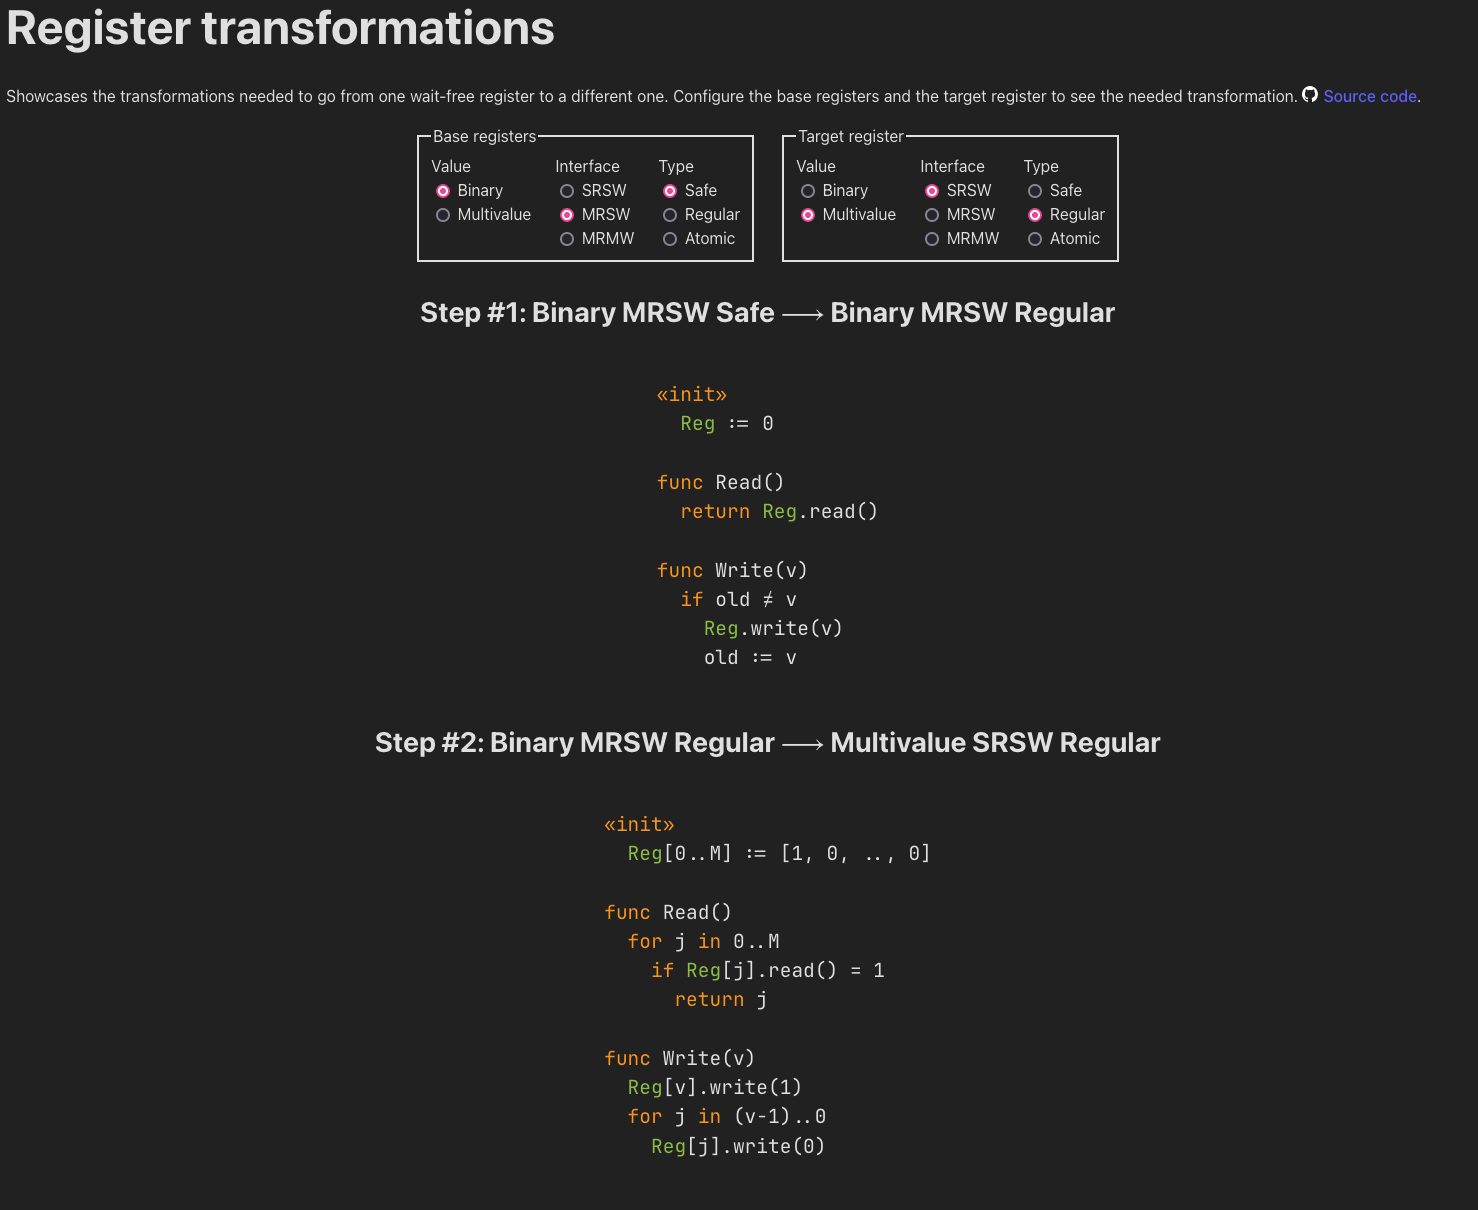 Register transformations
Showcases the transformations needed to go from one wait-free register to a different one. Configure the base registers and the target register to see the needed transformation. Source code.
Base registers
Value Interface Type
Binary SRSW Safe
Multivalue MRSW Regular
MRMW Atomic
Target register
Value Interface Type
Binary SRSW Safe
Multivalue MRSW Regular
MRMW Atomic
Step #1: Binary MRSW Safe ⟶ Binary MRSW Regular
«init»
  Reg := 0
func Read()
  return Reg.read()
func Write(v)
  if old ≠ v
    Reg.write(v)
    old := v
Step #2: Binary MRSW Regular ⟶ Multivalue SRSW Regular
«init»
  Reg[0..M] := [1, 0, .., 0]
func Read()
  for j in 0..M
    if Reg[j].read() = 1
      return j
func Write(v)
  Reg[v].write(1)
  for j in (v-1)..0
    Reg[j].write(0)